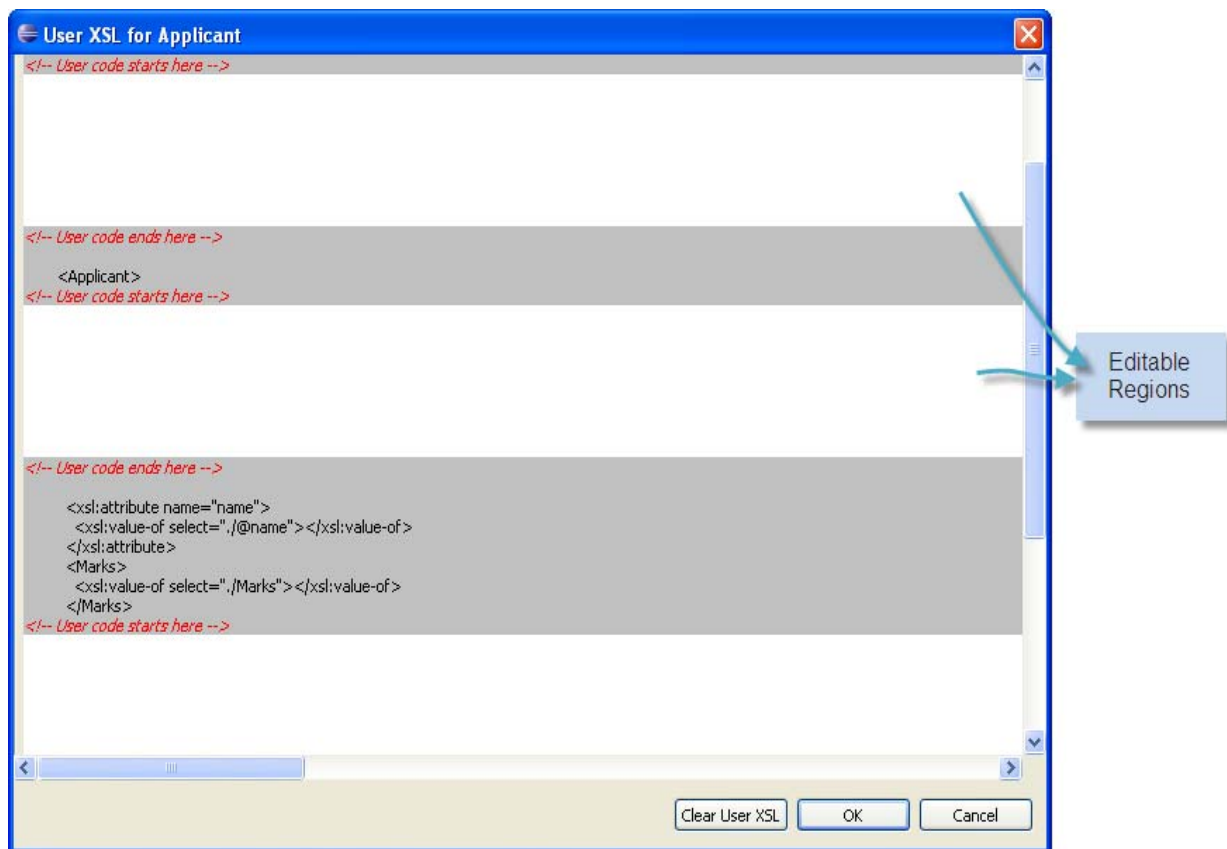 User XSL for Applicant
<!-- User code starts here -->
<!-- User code ends here -->
<Applicant>
<!-- User code starts here -->
Editable
Regions
<!-- User code ends here -->
<xsl:attribute name="name">
<xsl:value-of select="./@name"></xsl:value-of>
</xsl:attribute>
<Marks>
<xsl:value-of select="./Marks"></xsl:value-of>
</Marks>
<!-- User code starts here -->
Clear User XSL
OK
Cancel